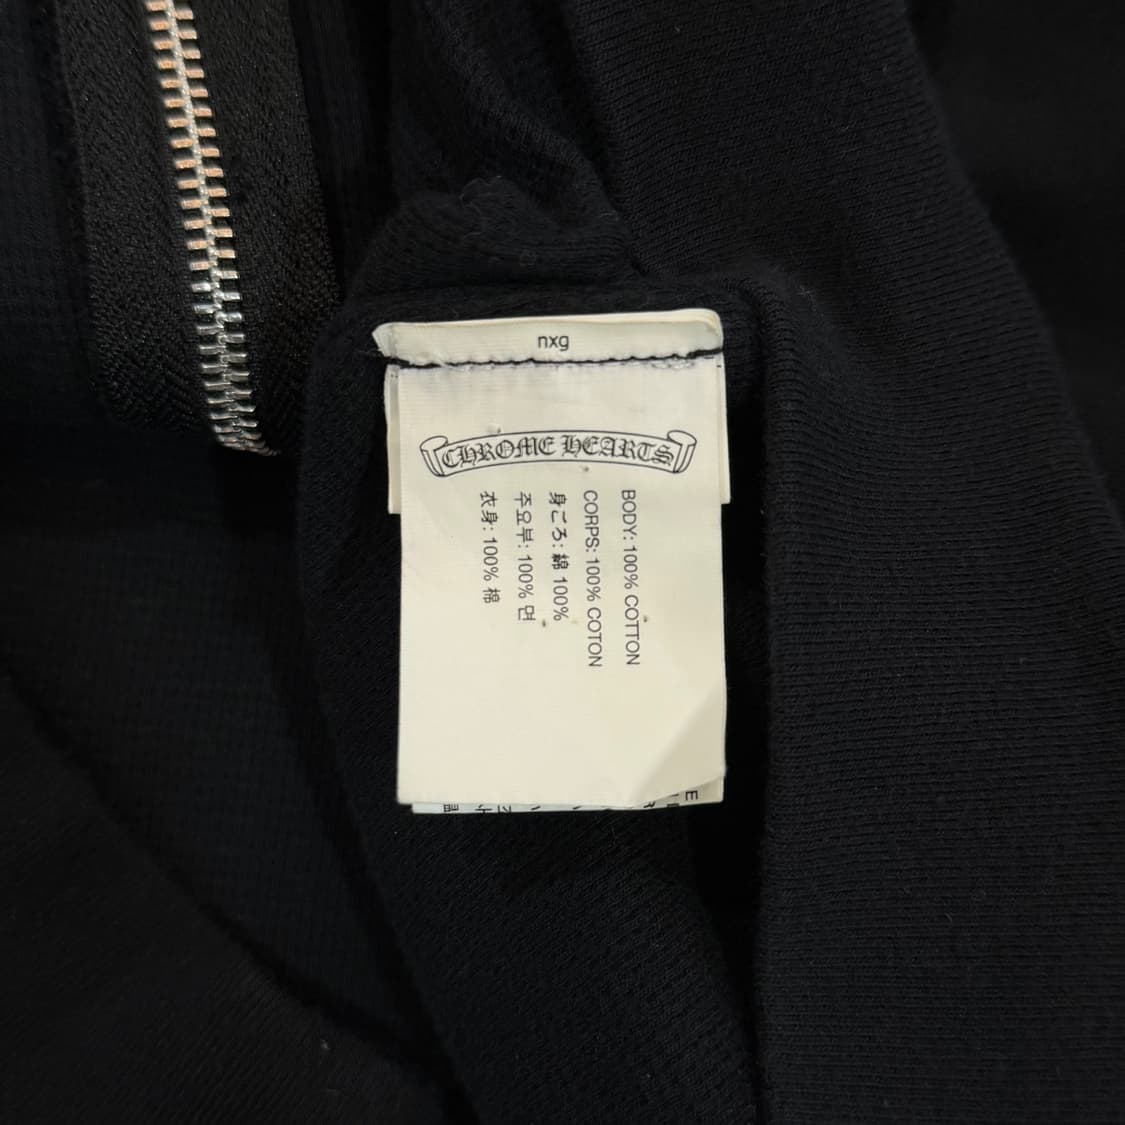 nxg
CHROME HEARTS
BODY: 100% COTTON
CORPS: 100% COTON
身ごろ: 綿 100%
주요부: 100% 면
衣身: 100% 棉